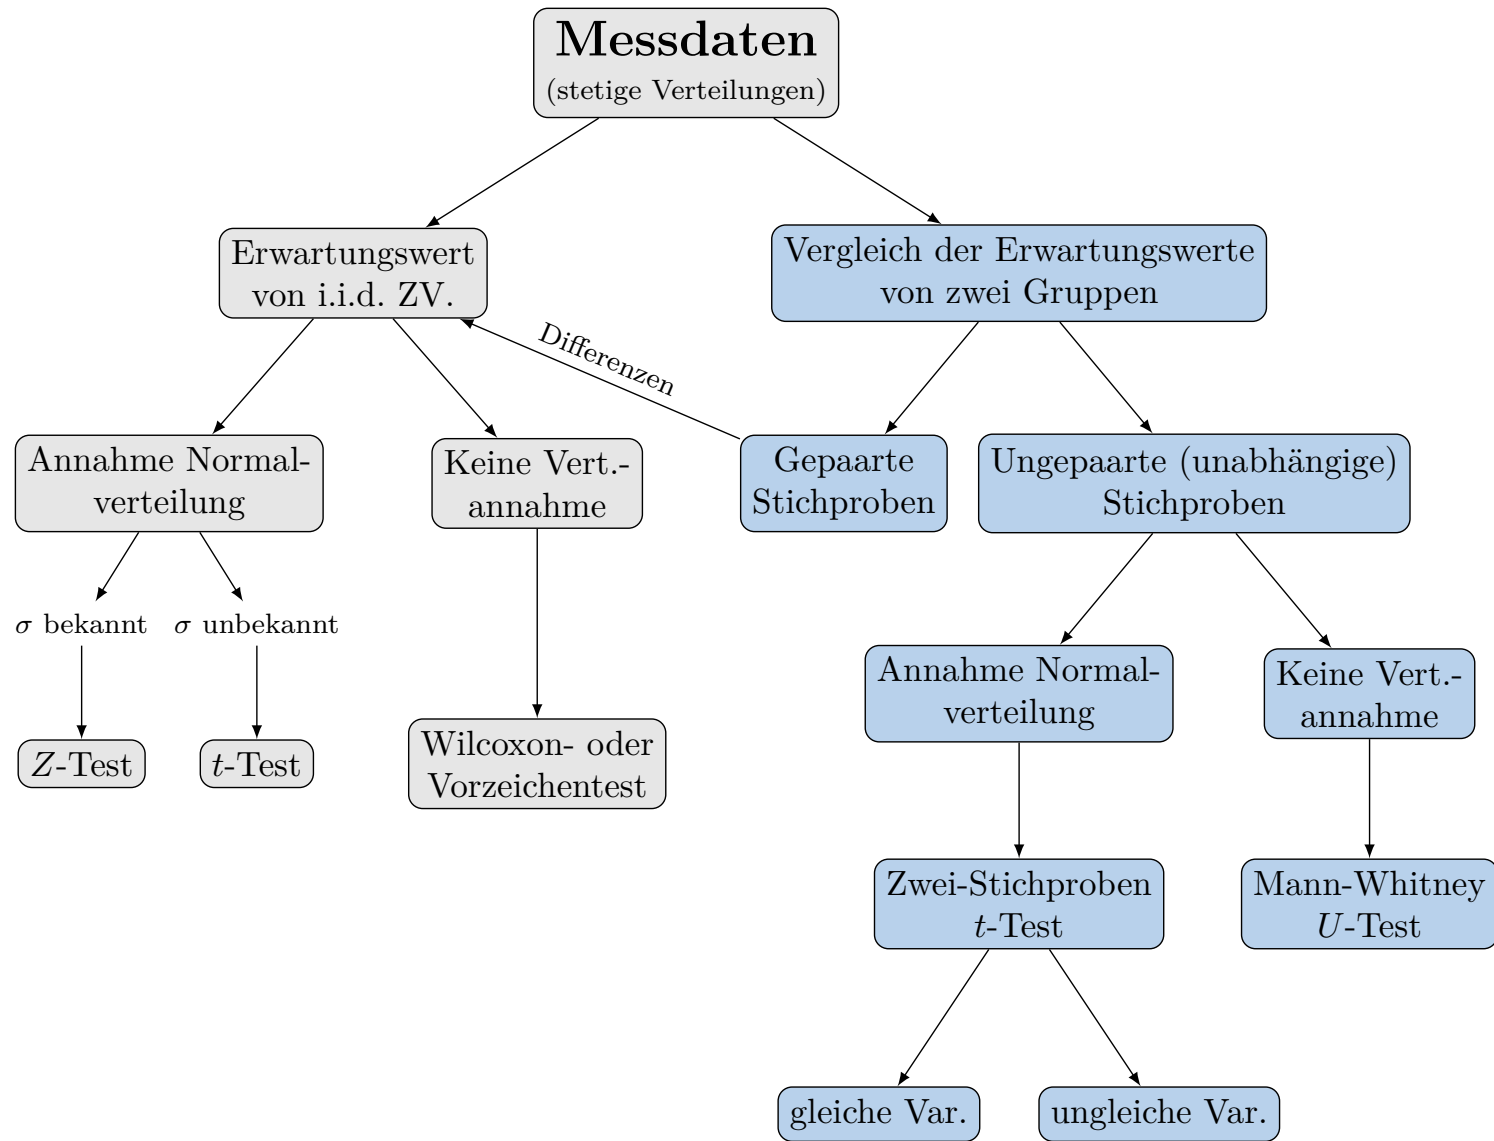 Messdaten
(stetige Verteilungen)
Erwartungswert
von i.i.d. ZV.
Vergleich der Erwartungswerte
von zwei Gruppen
Differenzen
Annahme Normal-
verteilung
Keine Vert.-
annahme
Gepaarte
Stichproben
Ungepaarte (unabhängige)
Stichproben
σ bekannt
σ unbekannt
Annahme Normal-
verteilung
Keine Vert.-
annahme
Z-Test
t-Test
Wilcoxon- oder
Vorzeichentest
Zwei-Stichproben
t-Test
Mann-Whitney
U-Test
gleiche Var.
ungleiche Var.